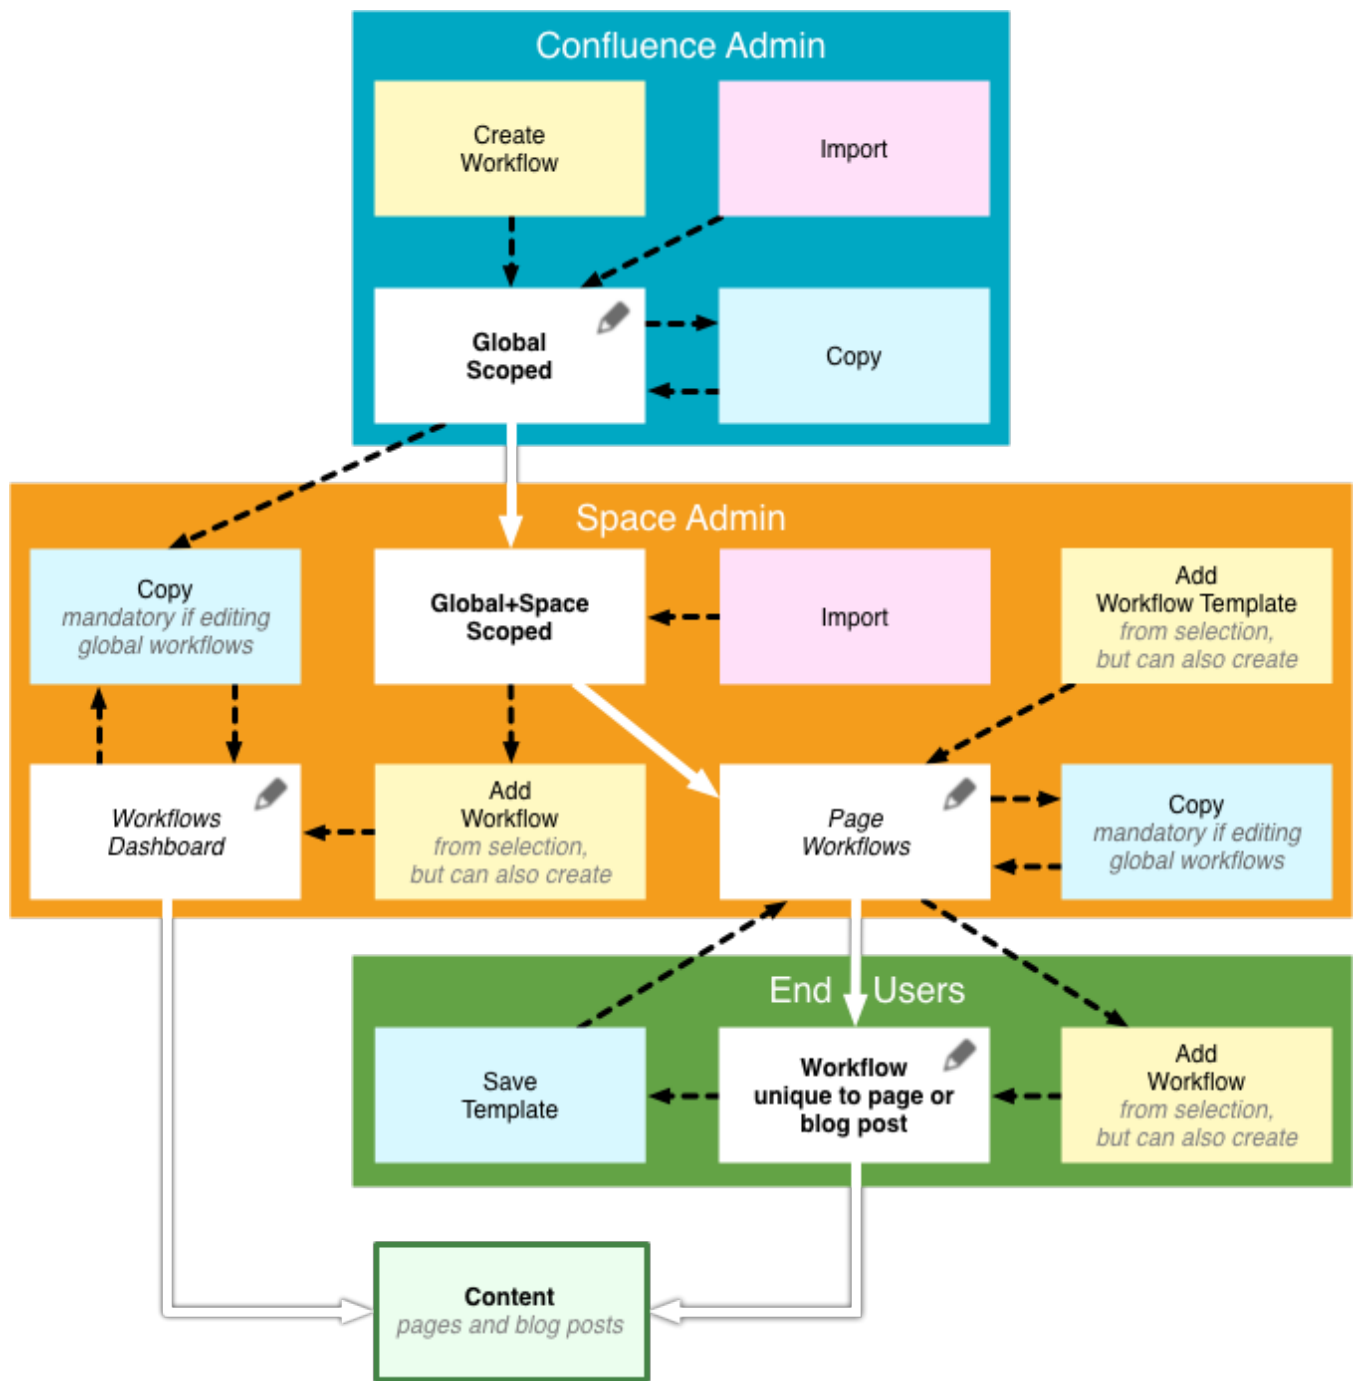 Confluence Admin
Create
Workflow
Import
Global
Scoped
Copy
Space Admin
Copy
mandatory if editing
global workflows
Global+Space
Scoped
Import
Add
Workflow Template
from selection,
but can also create
Workflows
Dashboard
Add
Workflow
from selection,
but can also create
Page
Workflows
Copy
mandatory if editing
global workflows
End Users
Save
Template
Workflow
unique to page or
blog post
Add
Workflow
from selection,
but can also create
Content
pages and blog posts